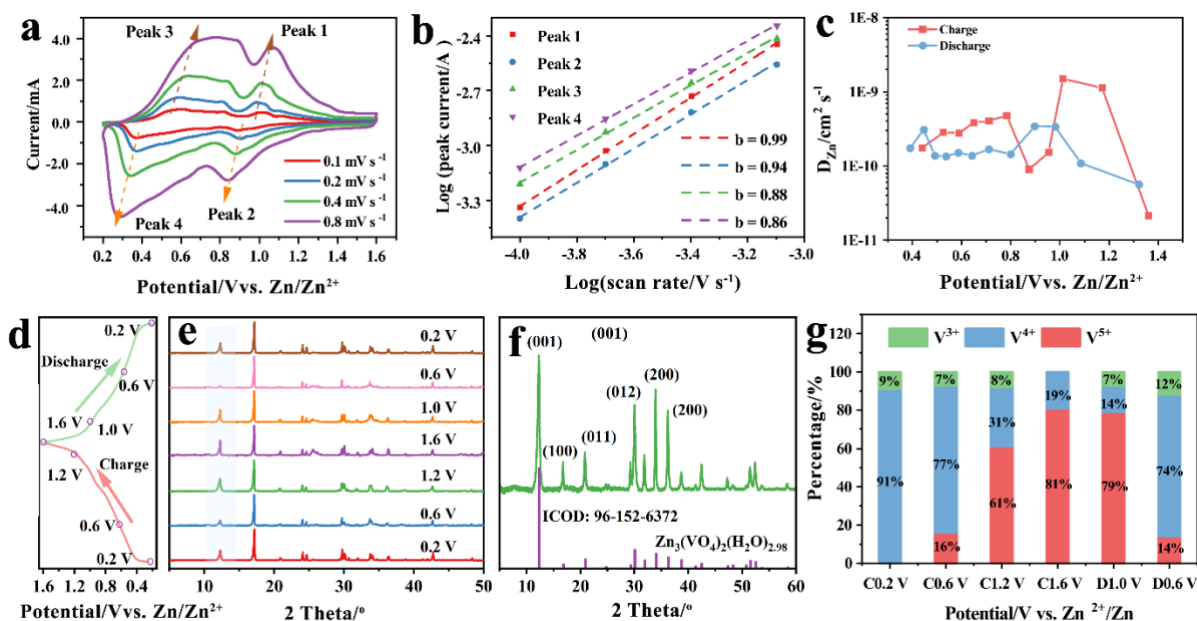 a
Peak 3
Peak 1
4.0
2.0
0.0
-2.0
-4.0
Current/mA
0.1 mV s⁻¹
0.2 mV s⁻¹
0.4 mV s⁻¹
0.8 mV s⁻¹
Peak 4
Peak 2
0.2 0.4 0.6 0.8 1.0 1.2 1.4 1.6
Potential/Vvs. Zn/Zn²⁺
b
-2.4
-2.7
-3.0
-3.3
Log (peak current/A)
Peak 1
Peak 2
Peak 3
Peak 4
b = 0.99
b = 0.94
b = 0.88
b = 0.86
-4.0 -3.8 -3.6 -3.4 -3.2 -3.0
Log(scan rate/V s⁻¹)
c
1E-8
1E-9
1E-10
1E-11
D_Zn/cm² s⁻¹
Charge
Discharge
0.4 0.6 0.8 1.0 1.2 1.4
Potential/Vvs. Zn/Zn²⁺
d
0.2 V
Discharge
0.6 V
1.6 V
1.0 V
1.2 V
Charge
0.6 V
0.2 V
1.6 1.2 0.8 0.4
Potential/Vvs. Zn/Zn²⁺
e
0.2 V
0.6 V
1.0 V
1.6 V
1.2 V
0.6 V
0.2 V
10 20 30 40 50
2 Theta/°
f
(001)
(001)
(012)
(200)
(200)
(100)
(011)
ICOD: 96-152-6372
Zn₃(VO₄)₂(H₂O)₂.₉₈
10 20 30 40 50 60
2 Theta/°
g
V³⁺ V⁴⁺ V⁵⁺
100
80
60
40
20
0
Percentage/%
9% 7% 8% 19% 7% 12%
91% 77% 31% 14% 74%
16% 61% 81% 79% 14%
C0.2 V C0.6 V C1.2 V C1.6 V D1.0 V D0.6 V
Potential/V vs. Zn ²⁺/Zn